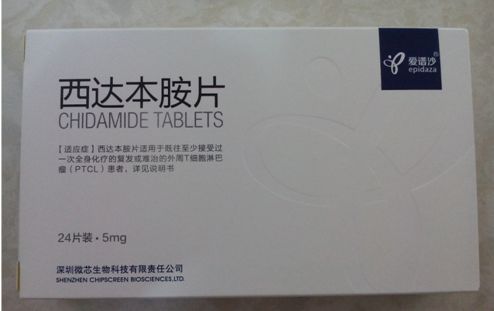 爱谱沙®
epidaza
西达本胺片
CHIDAMIDE TABLETS
【适应症】西达本胺片适用于既往至少接受过
一次全身化疗的复发或难治的外周T细胞淋巴
瘤（PTCL）患者，详见说明书
24片装·5mg
深圳微芯生物科技有限责任公司
SHENZHEN CHIPSCREEN BIOSCIENCES,LTD.